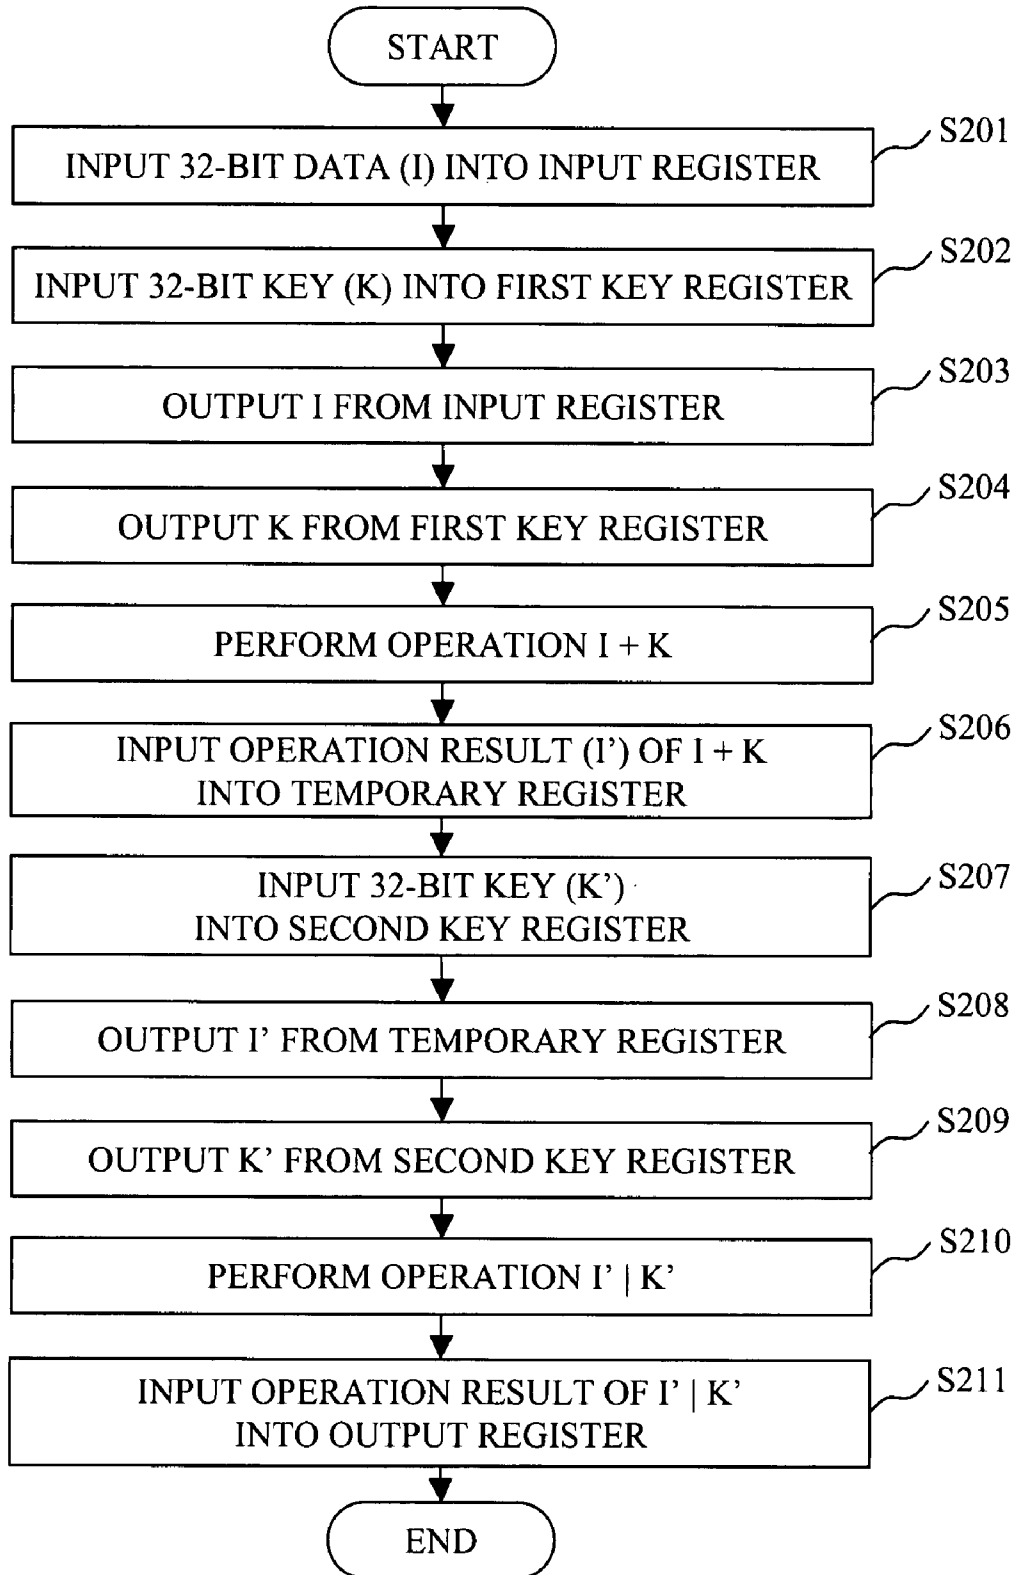 START
S201
INPUT 32-BIT DATA (I) INTO INPUT REGISTER
S202
INPUT 32-BIT KEY (K) INTO FIRST KEY REGISTER
S203
OUTPUT I FROM INPUT REGISTER
S204
OUTPUT K FROM FIRST KEY REGISTER
S205
PERFORM OPERATION I + K
S206
INPUT OPERATION RESULT (I’) OF I + K
INTO TEMPORARY REGISTER
S207
INPUT 32-BIT KEY (K’)
INTO SECOND KEY REGISTER
S208
OUTPUT I’ FROM TEMPORARY REGISTER
S209
OUTPUT K’ FROM SECOND KEY REGISTER
S210
PERFORM OPERATION I’ | K’
S211
INPUT OPERATION RESULT OF I’ | K’
INTO OUTPUT REGISTER
END